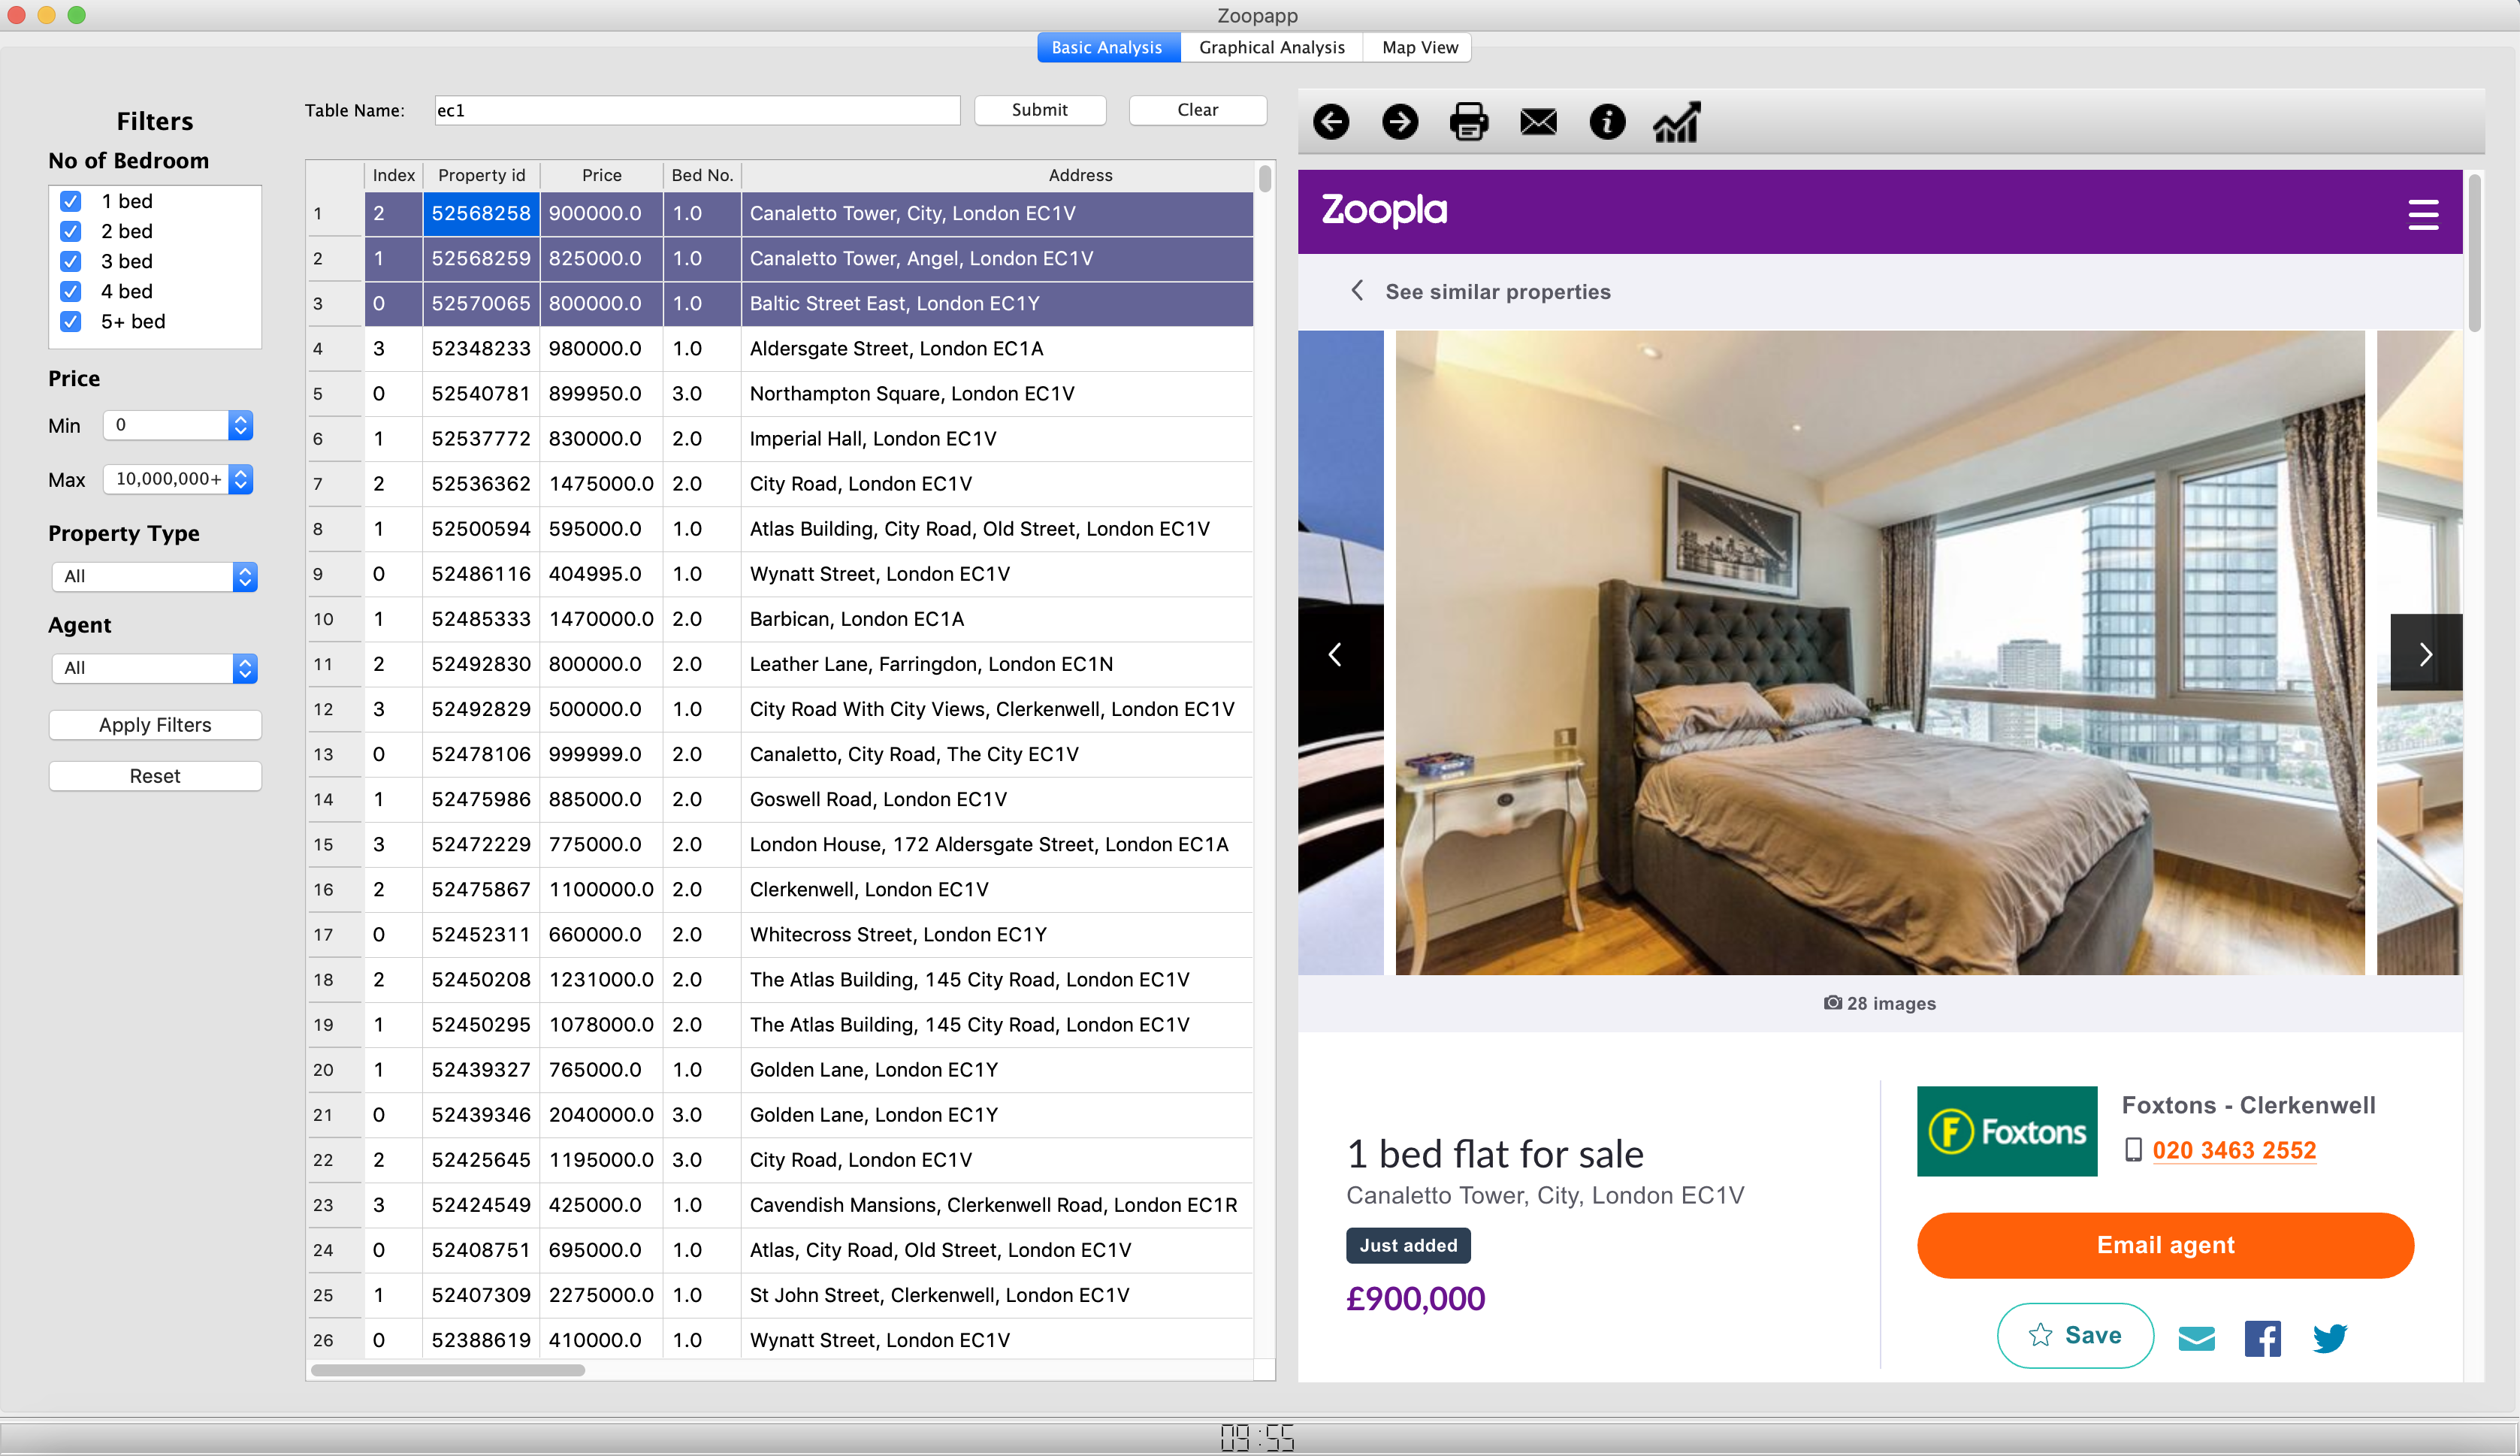 Zoopapp
Basic Analysis Graphical Analysis Map View
Filters
No of Bedroom
1 bed
2 bed
3 bed
4 bed
5+ bed
Price
Min 0
Max 10,000,000+
Property Type
All
Agent
All
Apply Filters
Reset
Table Name: ec1 Submit Clear
Index Property id Price Bed No. Address
1 2 52568258 900000.0 1.0 Canaletto Tower, City, London EC1V
2 1 52568259 825000.0 1.0 Canaletto Tower, Angel, London EC1V
3 0 52570065 800000.0 1.0 Baltic Street East, London EC1Y
4 3 52348233 980000.0 1.0 Aldersgate Street, London EC1A
5 0 52540781 899950.0 3.0 Northampton Square, London EC1V
6 1 52537772 830000.0 2.0 Imperial Hall, London EC1V
7 2 52536362 1475000.0 2.0 City Road, London EC1V
8 1 52500594 595000.0 1.0 Atlas Building, City Road, Old Street, London EC1V
9 0 52486116 404995.0 1.0 Wynatt Street, London EC1V
10 1 52485333 1470000.0 2.0 Barbican, London EC1A
11 2 52492830 800000.0 2.0 Leather Lane, Farringdon, London EC1N
12 3 52492829 500000.0 1.0 City Road With City Views, Clerkenwell, London EC1V
13 0 52478106 999999.0 2.0 Canaletto, City Road, The City EC1V
14 1 52475986 885000.0 2.0 Goswell Road, London EC1V
15 3 52472229 775000.0 2.0 London House, 172 Aldersgate Street, London EC1A
16 2 52475867 1100000.0 2.0 Clerkenwell, London EC1V
17 0 52452311 660000.0 2.0 Whitecross Street, London EC1Y
18 2 52450208 1231000.0 2.0 The Atlas Building, 145 City Road, London EC1V
19 1 52450295 1078000.0 2.0 The Atlas Building, 145 City Road, London EC1V
20 1 52439327 765000.0 1.0 Golden Lane, London EC1Y
21 0 52439346 2040000.0 3.0 Golden Lane, London EC1Y
22 2 52425645 1195000.0 3.0 City Road, London EC1V
23 3 52424549 425000.0 1.0 Cavendish Mansions, Clerkenwell Road, London EC1R
24 0 52408751 695000.0 1.0 Atlas, City Road, Old Street, London EC1V
25 1 52407309 2275000.0 1.0 St John Street, Clerkenwell, London EC1V
26 0 52388619 410000.0 1.0 Wynatt Street, London EC1V
Zoopla
See similar properties
28 images
1 bed flat for sale
Canaletto Tower, City, London EC1V
Just added
£900,000
Foxtons
Foxtons - Clerkenwell
020 3463 2552
Email agent
Save
09:55